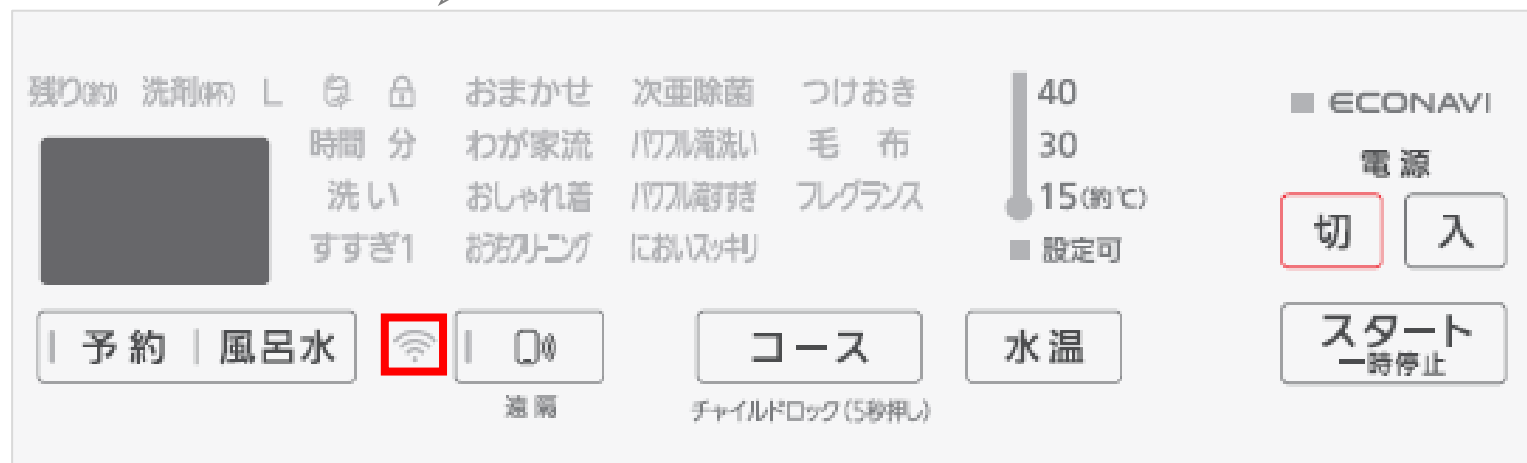 残り(約) 洗剤(杯) L
おまかせ 次亜除菌 つけおき
40
ECONAVI
時間 分
わが家流 パワフル滝洗い 毛布
30
電源
洗い
おしゃれ着 パワフル滝すすぎ フレグランス
15(約℃)
切 入
すすぎ1
おうちクリーニング においスッキリ
設定可
予約 風呂水
コース
水温
スタート
一時停止
遠隔
チャイルドロック(5秒押し)